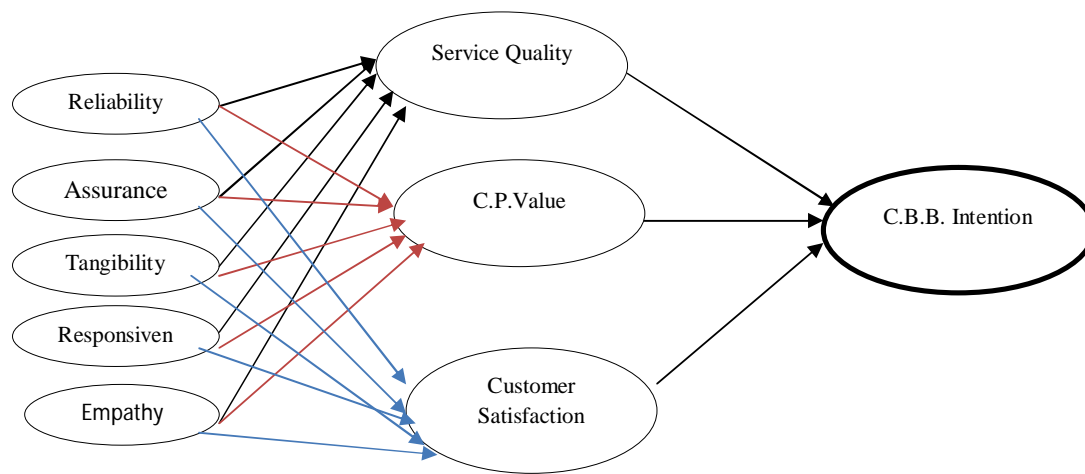 Service Quality
Reliability
Assurance
C.P.Value
C.B.B. Intention
Tangibility
Responsiven
Customer
Satisfaction
Empathy